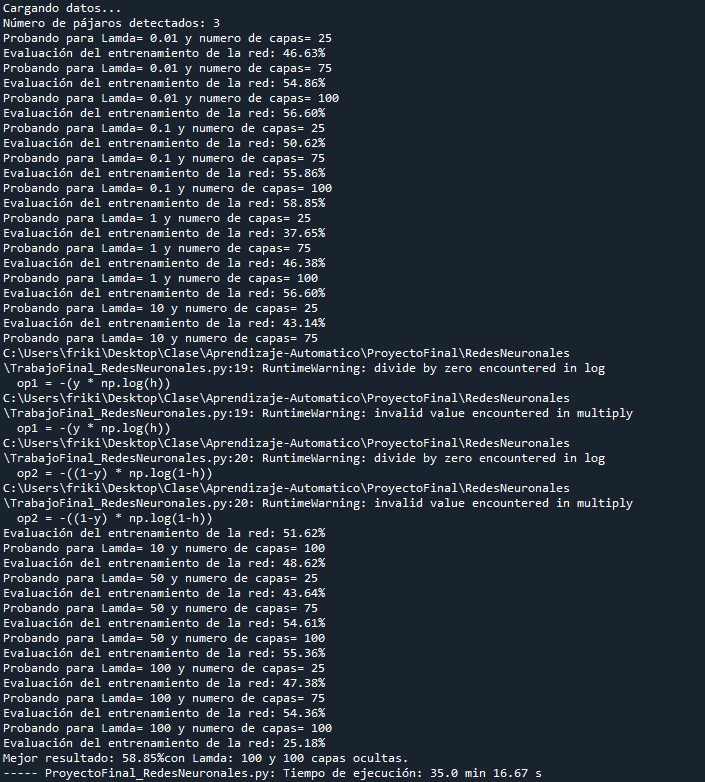 Cargando datos...
Número de pájaros detectados: 3
Probando para Lamda= 0.01 y numero de capas= 25
Evaluación del entrenamiento de la red: 46.63%
Probando para Lamda= 0.01 y numero de capas= 75
Evaluación del entrenamiento de la red: 54.86%
Probando para Lamda= 0.01 y numero de capas= 100
Evaluación del entrenamiento de la red: 56.60%
Probando para Lamda= 0.1 y numero de capas= 25
Evaluación del entrenamiento de la red: 50.62%
Probando para Lamda= 0.1 y numero de capas= 75
Evaluación del entrenamiento de la red: 55.86%
Probando para Lamda= 0.1 y numero de capas= 100
Evaluación del entrenamiento de la red: 58.85%
Probando para Lamda= 1 y numero de capas= 25
Evaluación del entrenamiento de la red: 37.65%
Probando para Lamda= 1 y numero de capas= 75
Evaluación del entrenamiento de la red: 46.38%
Probando para Lamda= 1 y numero de capas= 100
Evaluación del entrenamiento de la red: 56.60%
Probando para Lamda= 10 y numero de capas= 25
Evaluación del entrenamiento de la red: 43.14%
Probando para Lamda= 10 y numero de capas= 75
C:\Users\friki\Desktop\Clase\Aprendizaje-Automatico\ProyectoFinal\RedesNeuronales
\TrabajoFinal_RedesNeuronales.py:19: RuntimeWarning: divide by zero encountered in log
  op1 = -(y * np.log(h))
C:\Users\friki\Desktop\Clase\Aprendizaje-Automatico\ProyectoFinal\RedesNeuronales
\TrabajoFinal_RedesNeuronales.py:19: RuntimeWarning: invalid value encountered in multiply
  op1 = -(y * np.log(h))
C:\Users\friki\Desktop\Clase\Aprendizaje-Automatico\ProyectoFinal\RedesNeuronales
\TrabajoFinal_RedesNeuronales.py:20: RuntimeWarning: divide by zero encountered in log
  op2 = -((1-y) * np.log(1-h))
C:\Users\friki\Desktop\Clase\Aprendizaje-Automatico\ProyectoFinal\RedesNeuronales
\TrabajoFinal_RedesNeuronales.py:20: RuntimeWarning: invalid value encountered in multiply
  op2 = -((1-y) * np.log(1-h))
Evaluación del entrenamiento de la red: 51.62%
Probando para Lamda= 10 y numero de capas= 100
Evaluación del entrenamiento de la red: 48.62%
Probando para Lamda= 50 y numero de capas= 25
Evaluación del entrenamiento de la red: 43.64%
Probando para Lamda= 50 y numero de capas= 75
Evaluación del entrenamiento de la red: 54.61%
Probando para Lamda= 50 y numero de capas= 100
Evaluación del entrenamiento de la red: 55.36%
Probando para Lamda= 100 y numero de capas= 25
Evaluación del entrenamiento de la red: 47.38%
Probando para Lamda= 100 y numero de capas= 75
Evaluación del entrenamiento de la red: 54.36%
Probando para Lamda= 100 y numero de capas= 100
Evaluación del entrenamiento de la red: 25.18%
Mejor resultado: 58.85%con Lamda: 100 y 100 capas ocultas.
----- ProyectoFinal_RedesNeuronales.py: Tiempo de ejecución: 35.0 min 16.67 s